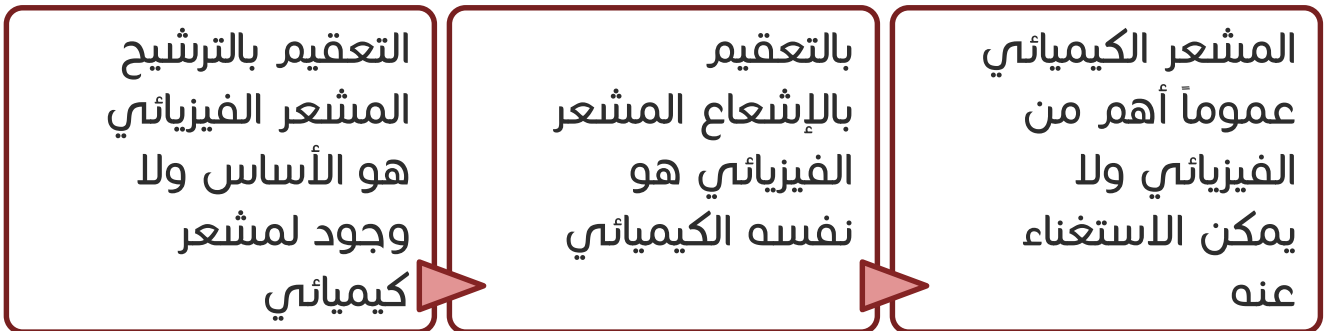 المشعر الكيميائي
عموماً أهم من
الفيزيائي ولا
يمكن الاستغناء
عنه
بالتعقيم
بالإشعاع المشعر
الفيزيائي هو
نفسه الكيميائي
التعقيم بالترشيح
المشعر الفيزيائي
هو الأساس ولا
وجود لمشعر
كيميائي